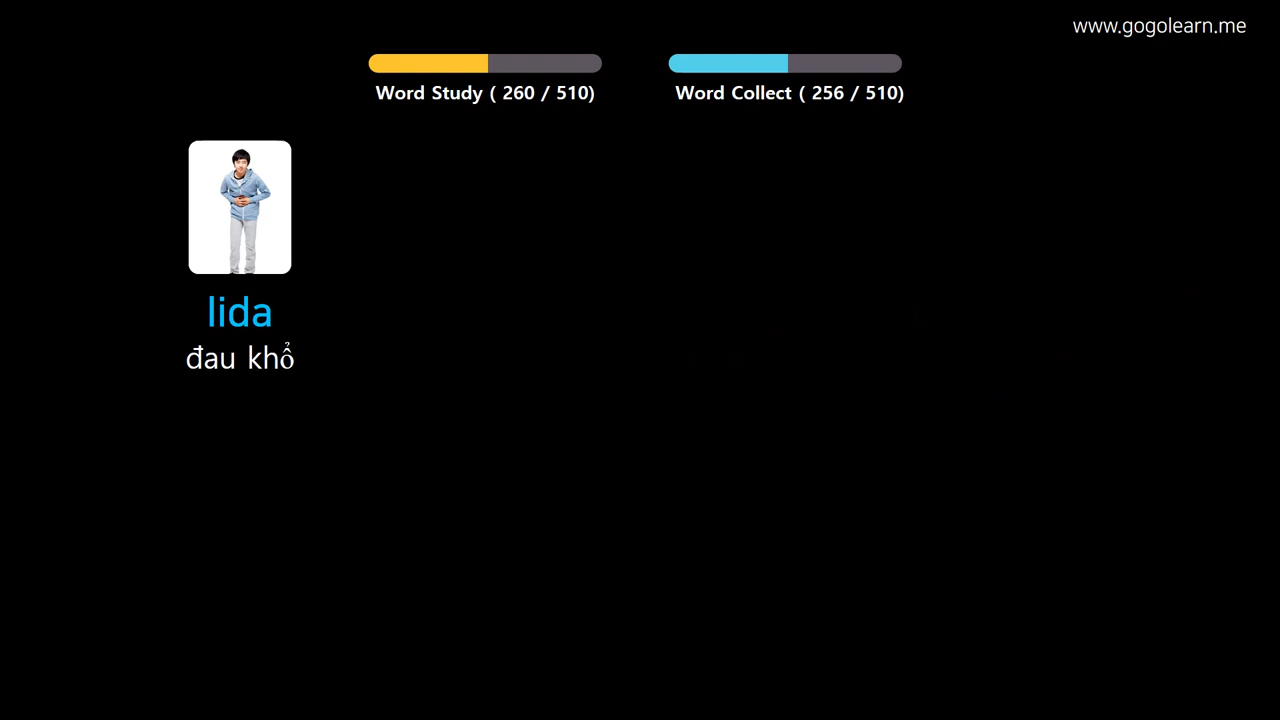 www.gogolearn.me
Word Study ( 260 / 510)
Word Collect ( 256 / 510)
lida
đau khổ